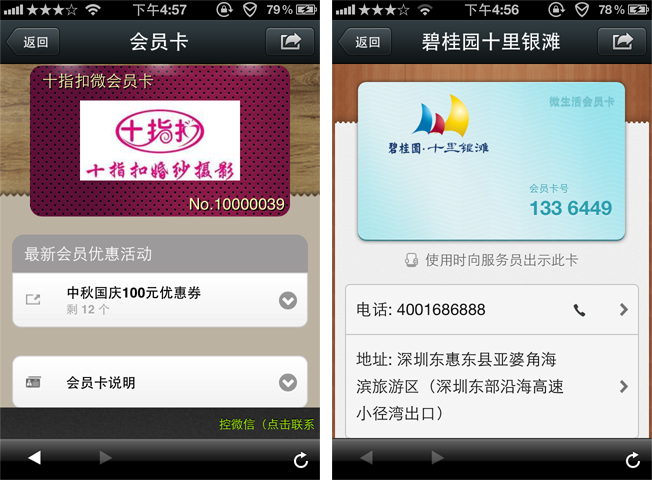 下午4:57
79%
返回
会员卡
十指扣微会员卡
十指扣
十指扣婚纱摄影
No.10000039
最新会员优惠活动
中秋国庆100元优惠券
剩 12 个
会员卡说明
控微信（点击联系
下午4:56
78%
返回
碧桂园十里银滩
微生活会员卡
碧桂園·十里银滩
会员卡号
133 6449
使用时向服务员出示此卡
电话: 4001686888
地址: 深圳东惠东县亚婆角海
滨旅游区（深圳东部沿海高速
小径湾出口）